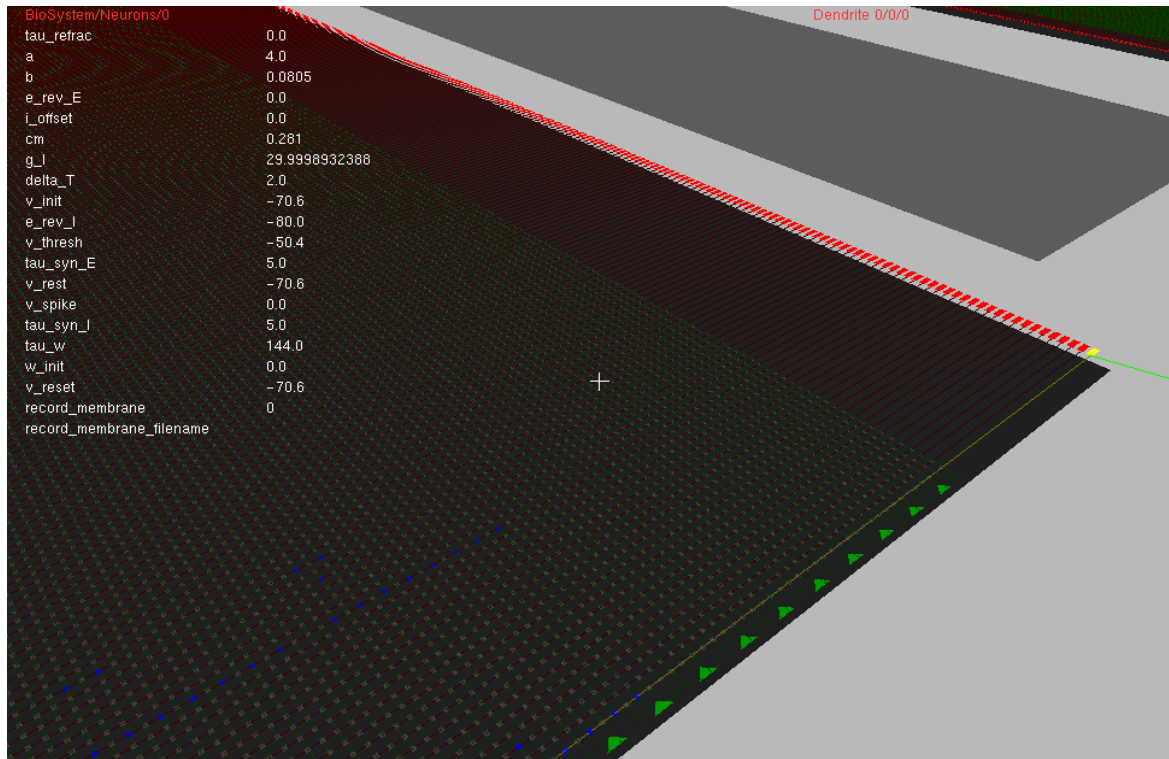 BioSystem/Neurons/0 Dendrite 0/0/0
tau_refrac 0.0
a 4.0
b 0.0805
e_rev_E 0.0
i_offset 0.0
cm 0.281
g_l 29.9998932388
delta_T 2.0
v_init -70.6
e_rev_I -80.0
v_thresh -50.4
tau_syn_E 5.0
v_rest -70.6
v_spike 0.0
tau_syn_I 5.0
tau_w 144.0
w_init 0.0
v_reset -70.6
record_membrane 0
record_membrane_filename